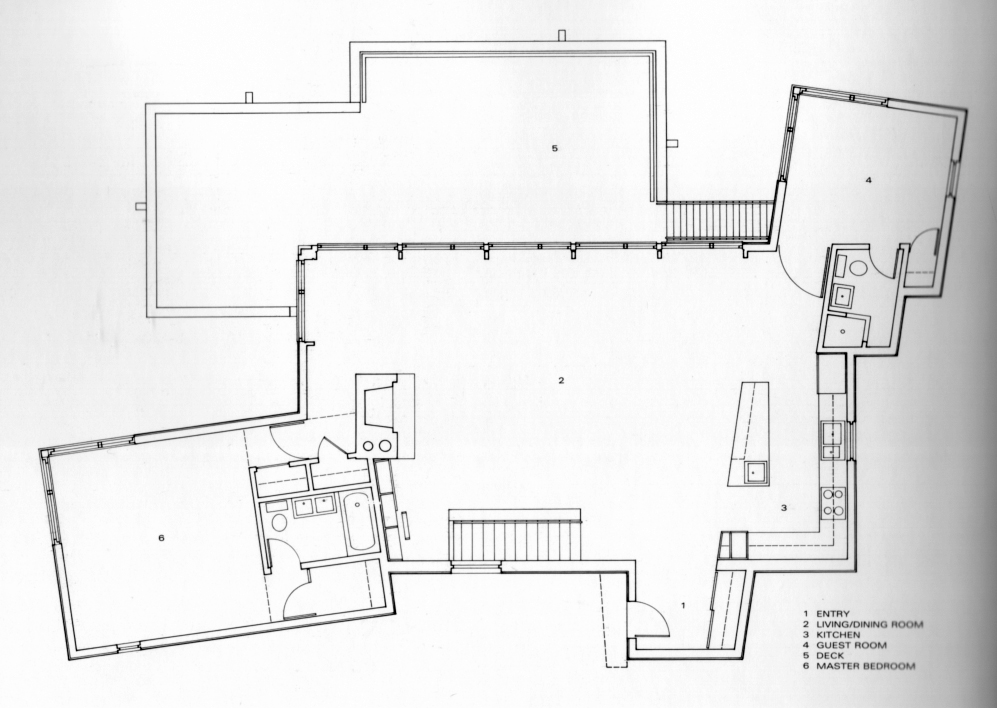 5
4
2
3
6
1
1 ENTRY
2 LIVING/DINING ROOM
3 KITCHEN
4 GUEST ROOM
5 DECK
6 MASTER BEDROOM